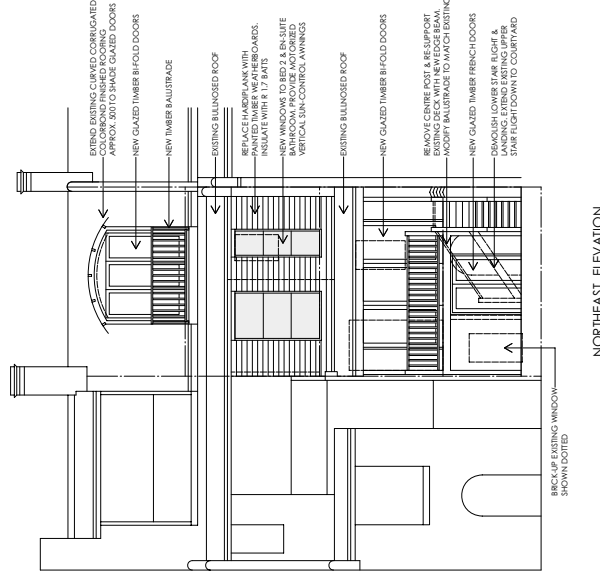 EXTEND EXISTING CURVED CORRUGATED
COLORBOND FINISHED ROOFING
APPROX. 500 TO SHADE GLAZED DOORS
NEW GLAZED TIMBER BI-FOLD DOORS
NEW TIMBER BALUSTRADE
EXISTING BULLNOSED ROOF
REPLACE HARDIPLANK WITH
PAINTED TIMBER WEATHERBOARDS.
INSULATE WITH R 1.7 BATTS
NEW WINDOWS TO BED 2 & EN-SUITE
BATHROOM. PROVIDE MOTORIZED
VERTICAL SUN-CONTROL AWNINGS
EXISTING BULLNOSED ROOF
NEW GLAZED TIMBER BI-FOLD DOORS
REMOVE CENTRE POST & RE-SUPPORT
EXISTING DECK WITH NEW EDGE BEAM.
MODIFY BALUSTRADE TO MATCH EXISTING
NEW GLAZED TIMBER FRENCH DOORS
DEMOLISH LOWER STAIR FLIGHT &
LANDING. EXTEND EXISTING UPPER
STAIR FLIGHT DOWN TO COURTYARD
BRICK-UP EXISTING WINDOW
SHOWN DOTTED
NORTHEAST ELEVATION